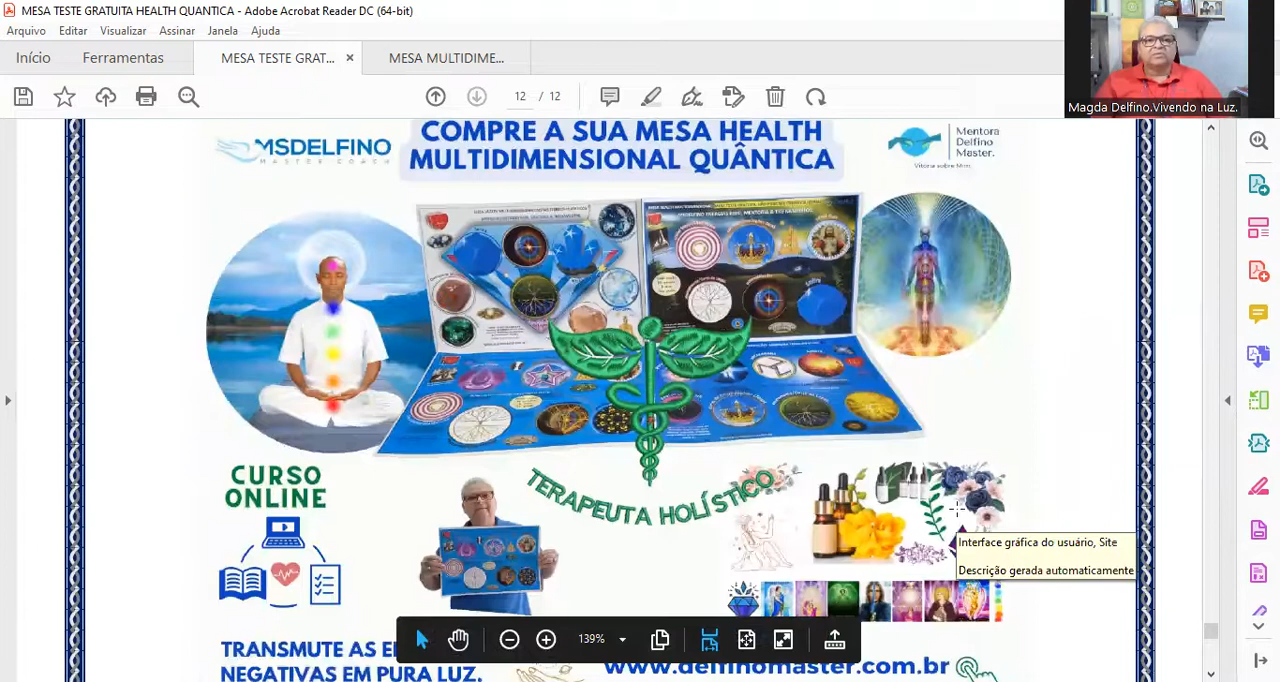 MESA TESTE GRATUITA HEALTH QUANTICA - Adobe Acrobat Reader DC (64-bit)
Arquivo Editar Visualizar Assinar Janela Ajuda
Início Ferramentas MESA TESTE GRAT... × MESA MULTIDIME...
12 / 12
Magda Delfino.Vivendo na Luz.
MSDELFINO
MASTER COACH
COMPRE A SUA MESA HEALTH
MULTIDIMENSIONAL QUÂNTICA
Mentora
Delfino
Master.
Vitória sobre Mim.
TERAPEUTA HOLÍSTICO
CURSO
ONLINE
Interface gráfica do usuário, Site
Descrição gerada automaticamente
139%
TRANSMUTE AS
NEGATIVAS EM PURA LUZ.
www.delfinomaster.com.br